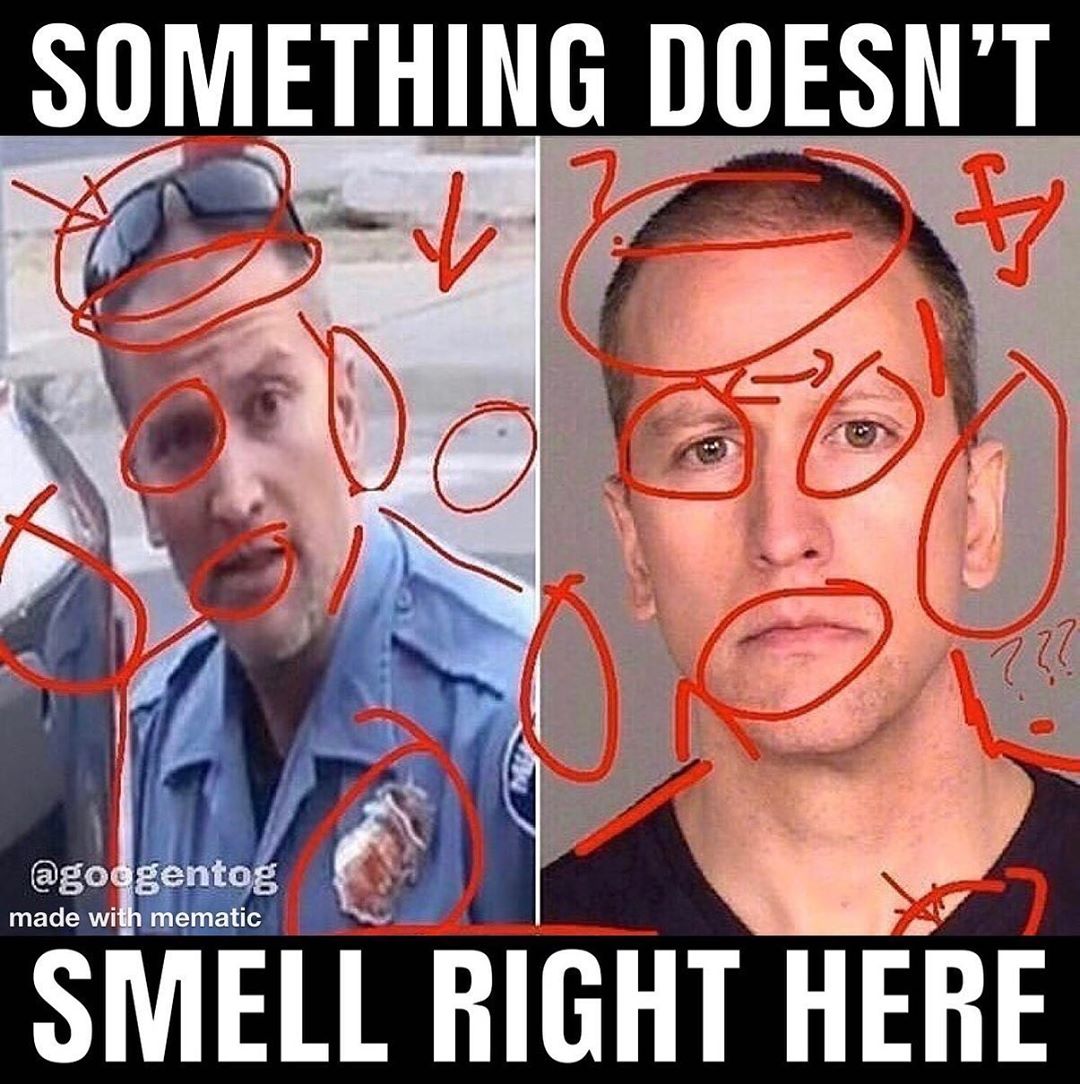 SOMETHING DOESN'T
???
@googentog
made with mematic
SMELL RIGHT HERE